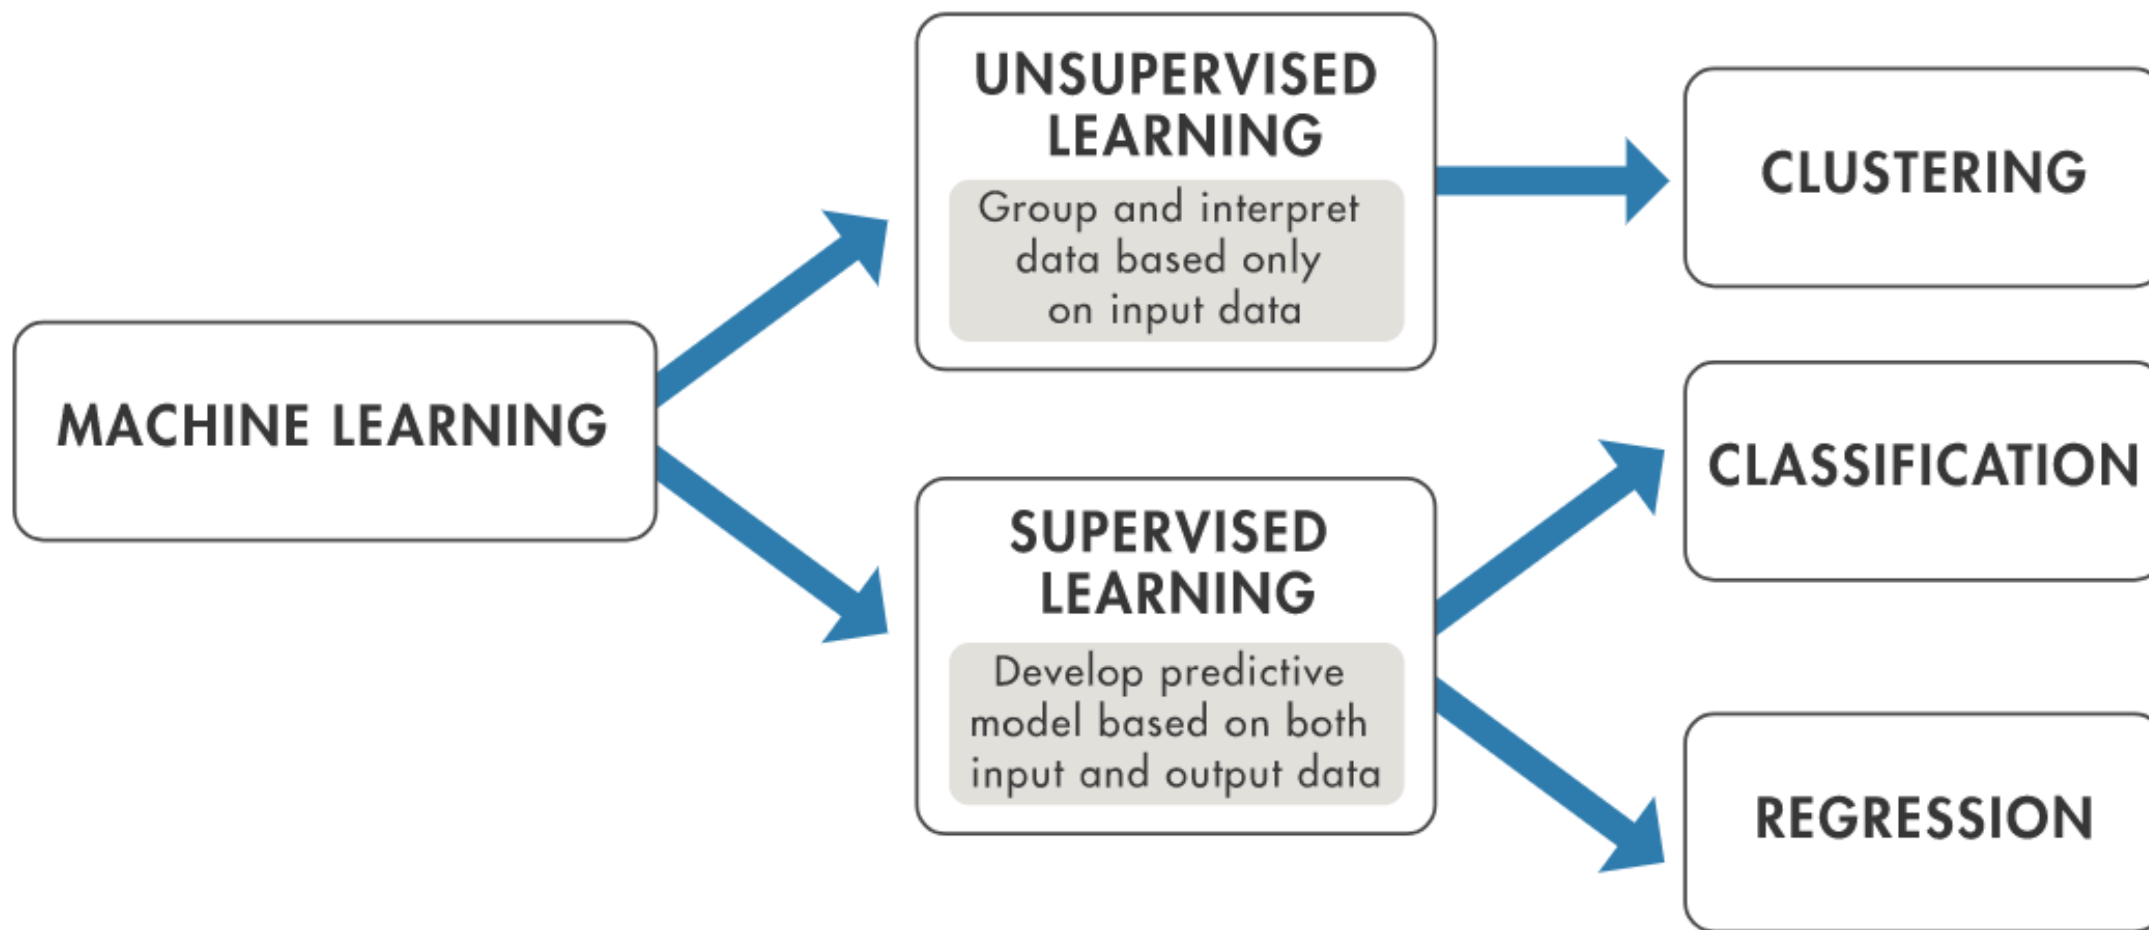 MACHINE LEARNING
UNSUPERVISED
LEARNING
Group and interpret
data based only
on input data
SUPERVISED
LEARNING
Develop predictive
model based on both
input and output data
CLUSTERING
CLASSIFICATION
REGRESSION